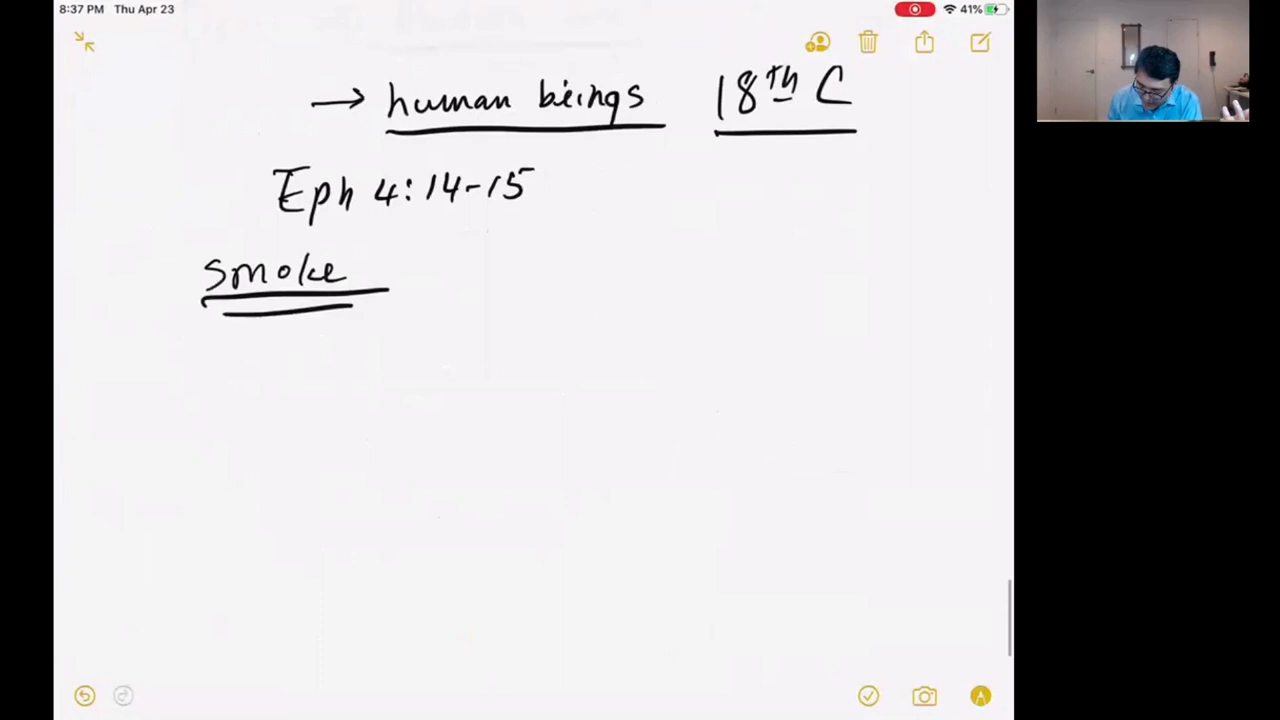 8:37 PM Thu Apr 23 41%
→ human beings 18th C
Eph 4:14-15
smoke